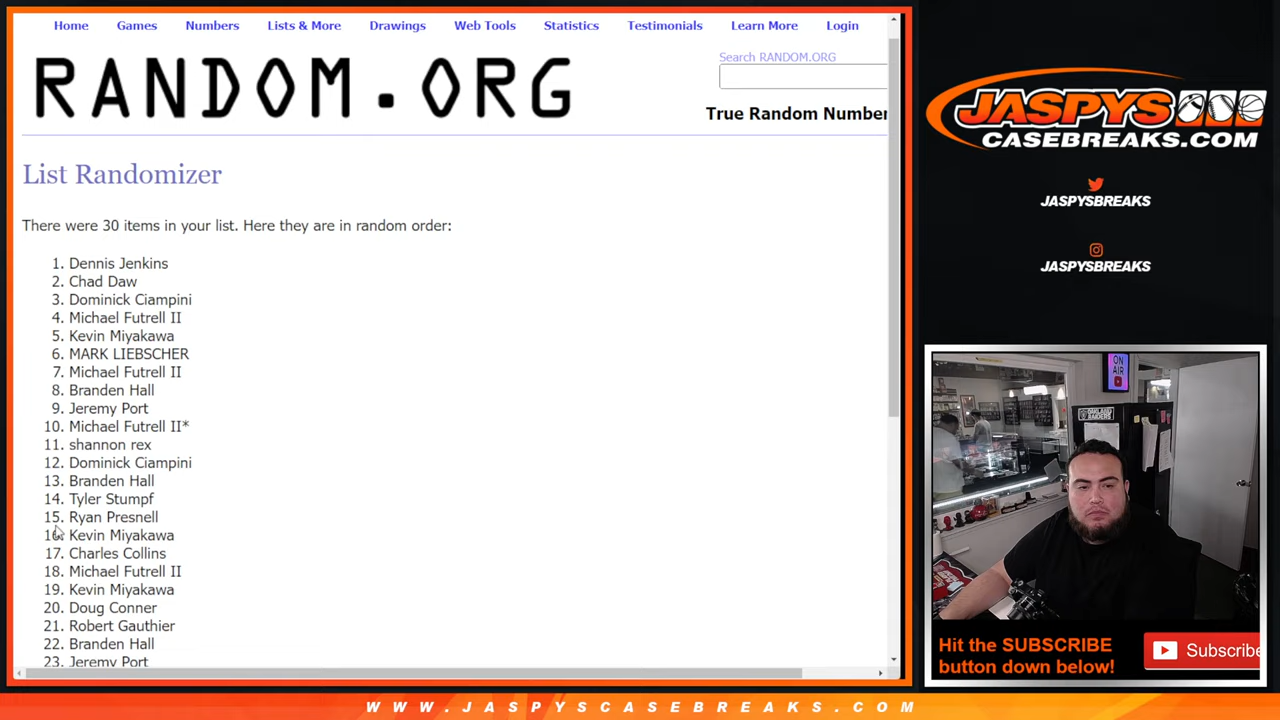 Home Games Numbers Lists & More Drawings Web Tools Statistics Testimonials Learn More Login
RANDOM.ORG
Search RANDOM.ORG
True Random Number
List Randomizer
There were 30 items in your list. Here they are in random order:
1. Dennis Jenkins
2. Chad Daw
3. Dominick Ciampini
4. Michael Futrell II
5. Kevin Miyakawa
6. MARK LIEBSCHER
7. Michael Futrell II
8. Branden Hall
9. Jeremy Port
10. Michael Futrell II*
11. shannon rex
12. Dominick Ciampini
13. Branden Hall
14. Tyler Stumpf
15. Ryan Presnell
16. Kevin Miyakawa
17. Charles Collins
18. Michael Futrell II
19. Kevin Miyakawa
20. Doug Conner
21. Robert Gauthier
22. Branden Hall
23. Jeremy Port
JASPYS
CASEBREAKS.COM
JASPYSBREAKS
JASPYSBREAKS
ON
AIR
OAKLAND
RAIDERS
Hit the SUBSCRIBE
button down below!
Subscribe
WWW.JASPYSCASEBREAKS.COM